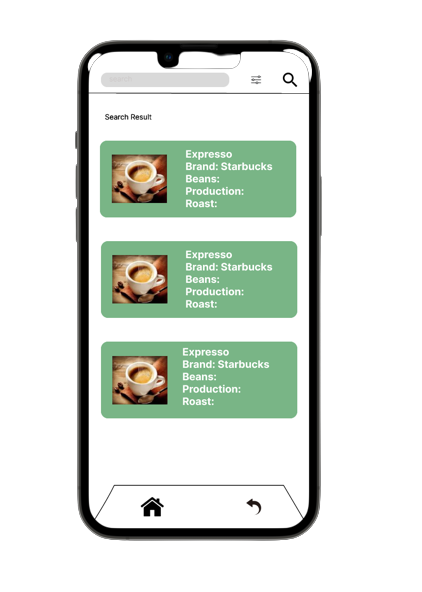 Search
Search Result
Expresso
Brand: Starbucks
Beans:
Production:
Roast:
Expresso
Brand: Starbucks
Beans:
Production:
Roast:
Expresso
Brand: Starbucks
Beans:
Production:
Roast: